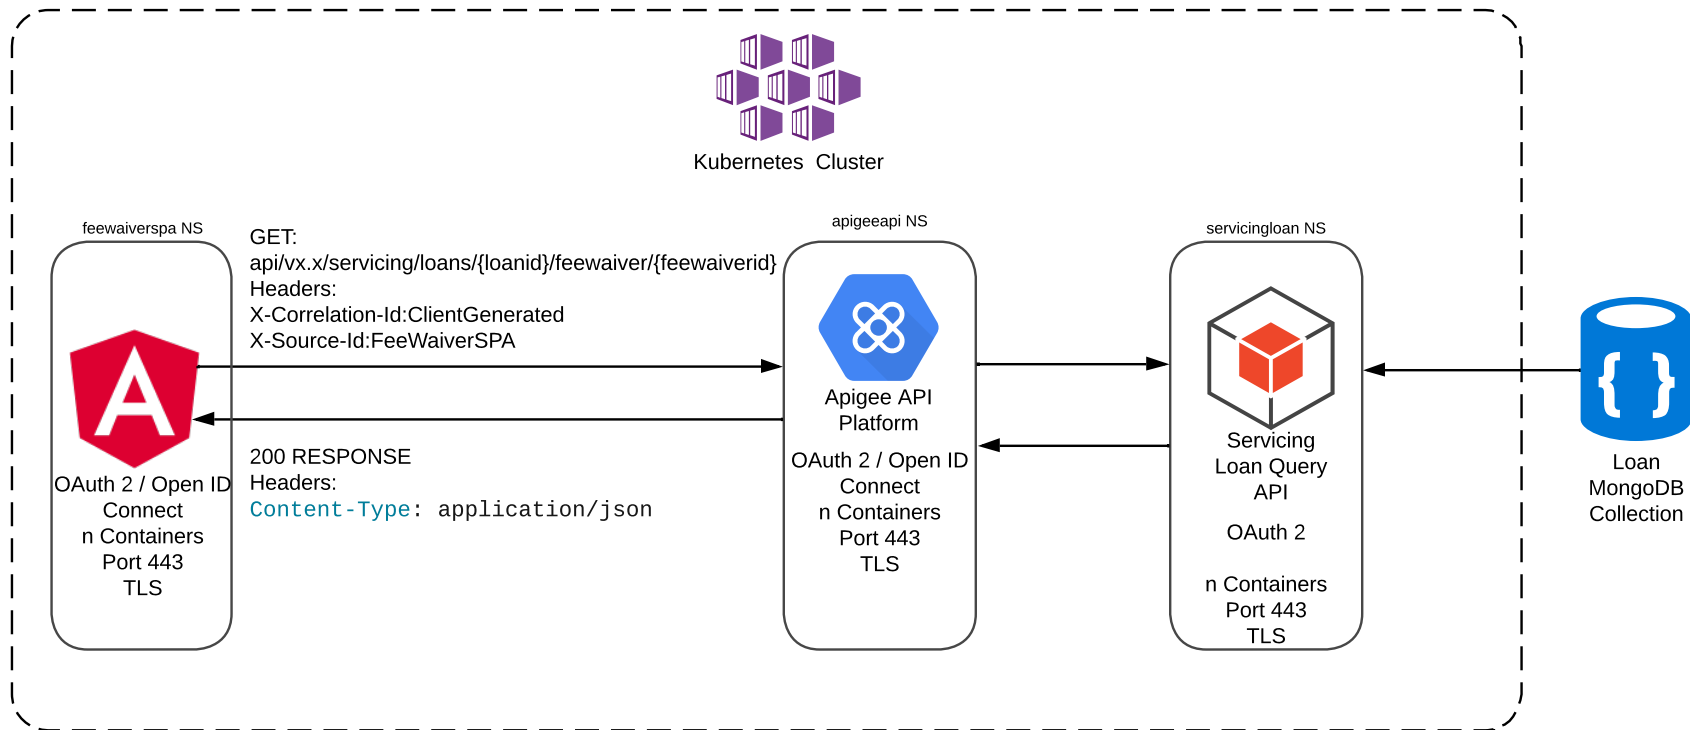 Kubernetes  Cluster
feewaiverspa NS
OAuth 2 / Open ID
Connect
n Containers
Port 443
TLS
GET:
api/vx.x/servicing/loans/{loanid}/feewaiver/{feewaiverid}
Headers:
X-Correlation-Id:ClientGenerated
X-Source-Id:FeeWaiverSPA
200 RESPONSE
Headers:
Content-Type: application/json
apigeeapi NS
Apigee API
Platform
OAuth 2 / Open ID
Connect
n Containers
Port 443
TLS
servicingloan NS
Servicing
Loan Query
API
OAuth 2
n Containers
Port 443
TLS
Loan
MongoDB
Collection